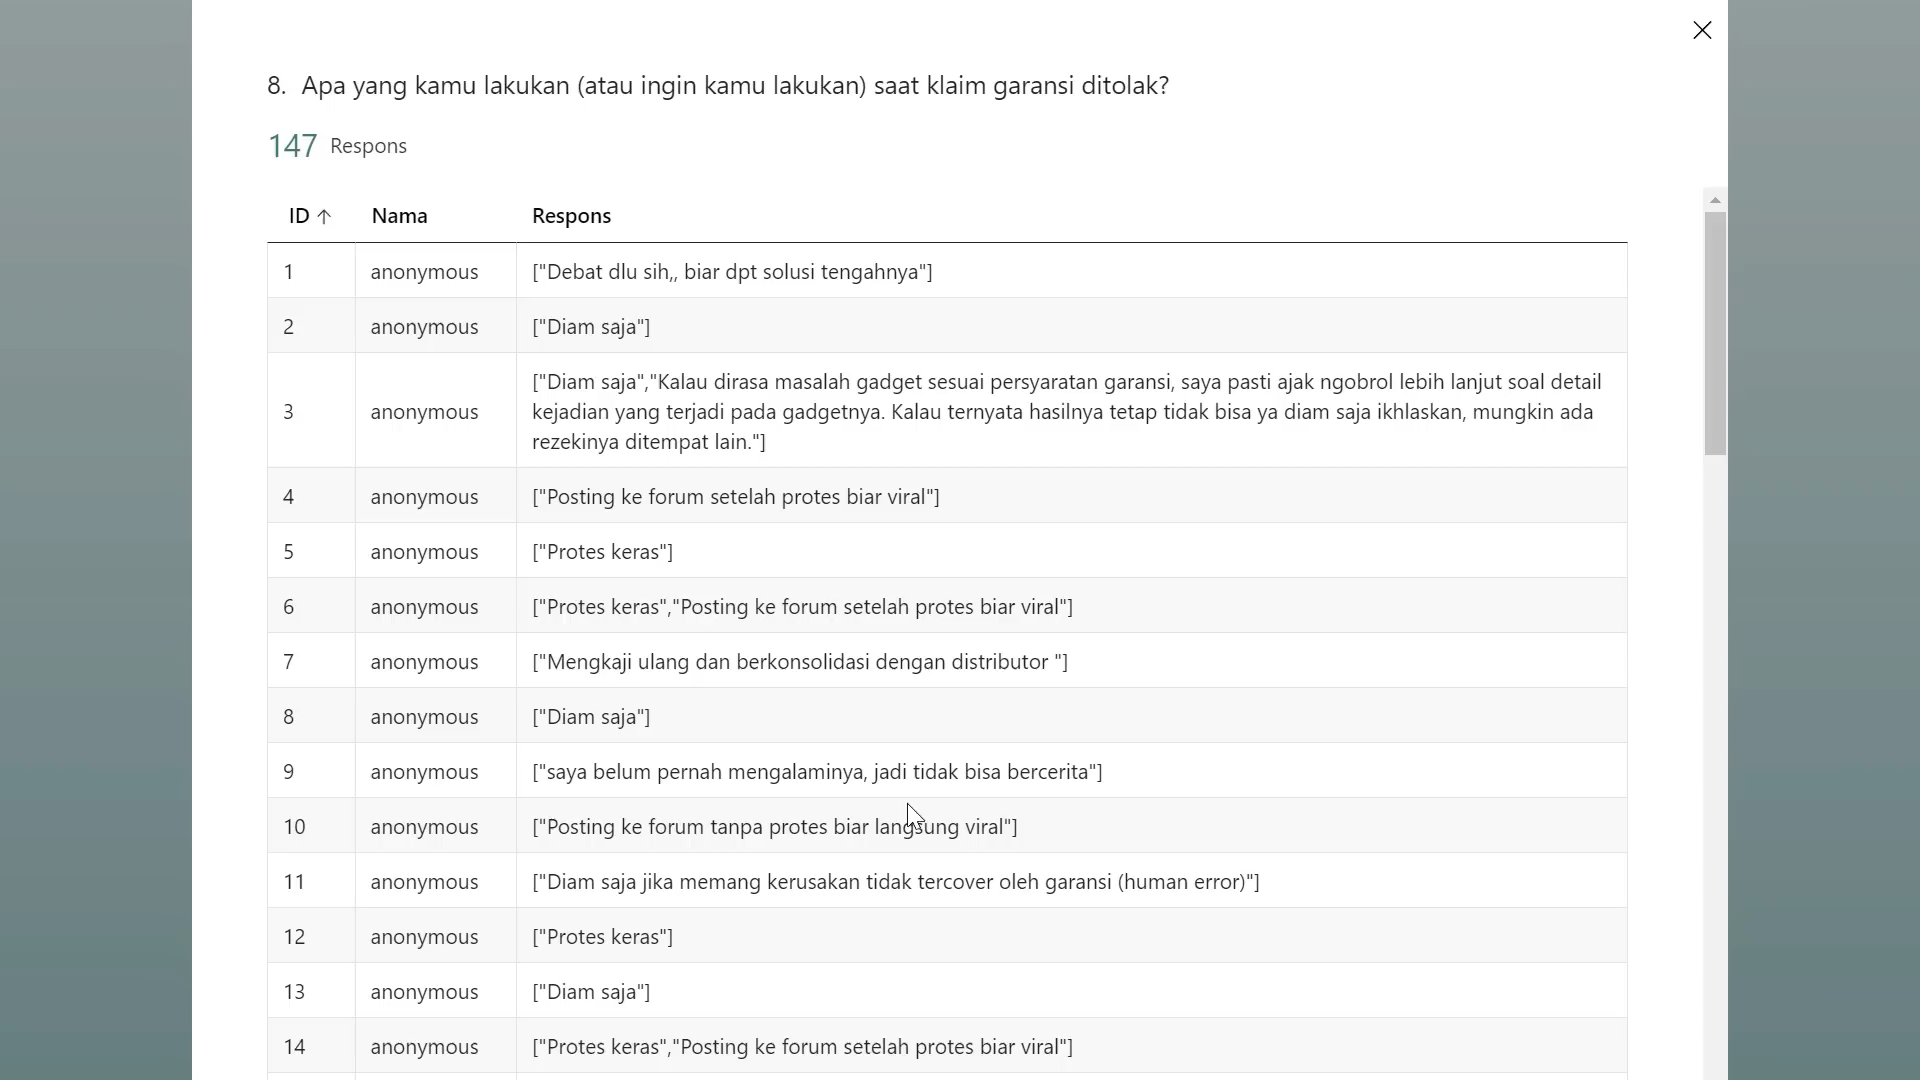 8. Apa yang kamu lakukan (atau ingin kamu lakukan) saat klaim garansi ditolak?
147 Respons
ID ↑ Nama Respons
1 anonymous ["Debat dlu sih,, biar dpt solusi tengahnya"]
2 anonymous ["Diam saja"]
3 anonymous ["Diam saja","Kalau dirasa masalah gadget sesuai persyaratan garansi, saya pasti ajak ngobrol lebih lanjut soal detail
kejadian yang terjadi pada gadgetnya. Kalau ternyata hasilnya tetap tidak bisa ya diam saja ikhlaskan, mungkin ada
rezekinya ditempat lain."]
4 anonymous ["Posting ke forum setelah protes biar viral"]
5 anonymous ["Protes keras"]
6 anonymous ["Protes keras","Posting ke forum setelah protes biar viral"]
7 anonymous ["Mengkaji ulang dan berkonsolidasi dengan distributor "]
8 anonymous ["Diam saja"]
9 anonymous ["saya belum pernah mengalaminya, jadi tidak bisa bercerita"]
10 anonymous ["Posting ke forum tanpa protes biar langsung viral"]
11 anonymous ["Diam saja jika memang kerusakan tidak tercover oleh garansi (human error)"]
12 anonymous ["Protes keras"]
13 anonymous ["Diam saja"]
14 anonymous ["Protes keras","Posting ke forum setelah protes biar viral"]